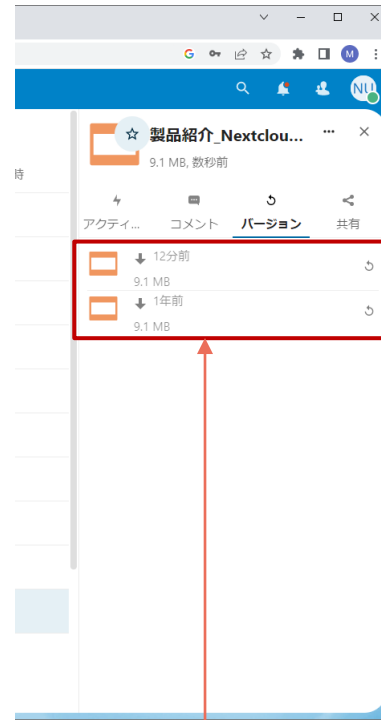 M
NU
時
製品紹介_Nextclou...
9.1 MB, 数秒前
アクティ...
コメント
バージョン
共有
12分前
9.1 MB
1年前
9.1 MB